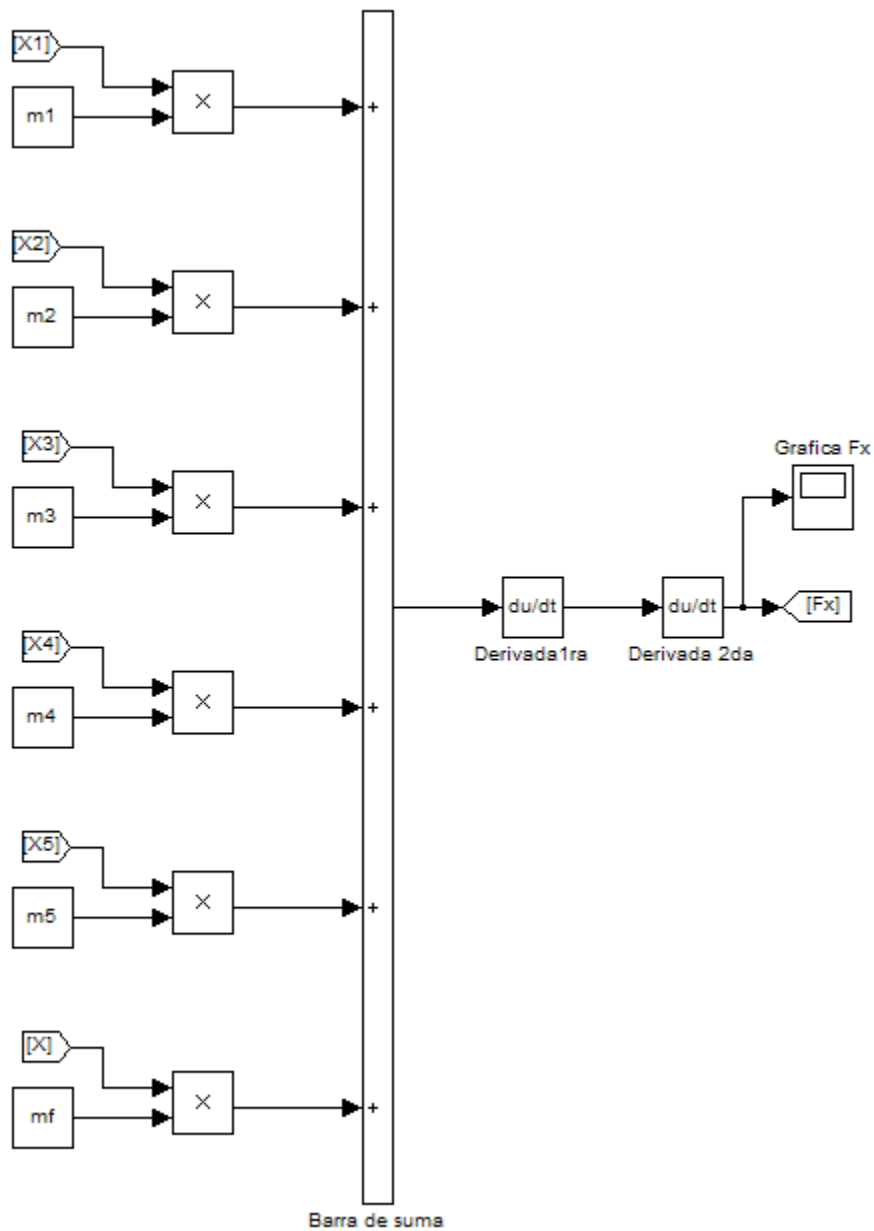 [X1]
m1
×
+
[X2]
m2
×
+
[X3]
m3
×
+
Grafica Fx
du/dt
du/dt
[Fx]
Derivada1ra
Derivada 2da
[X4]
m4
×
+
[X5]
m5
×
+
[X]
mf
×
+
Barra de suma